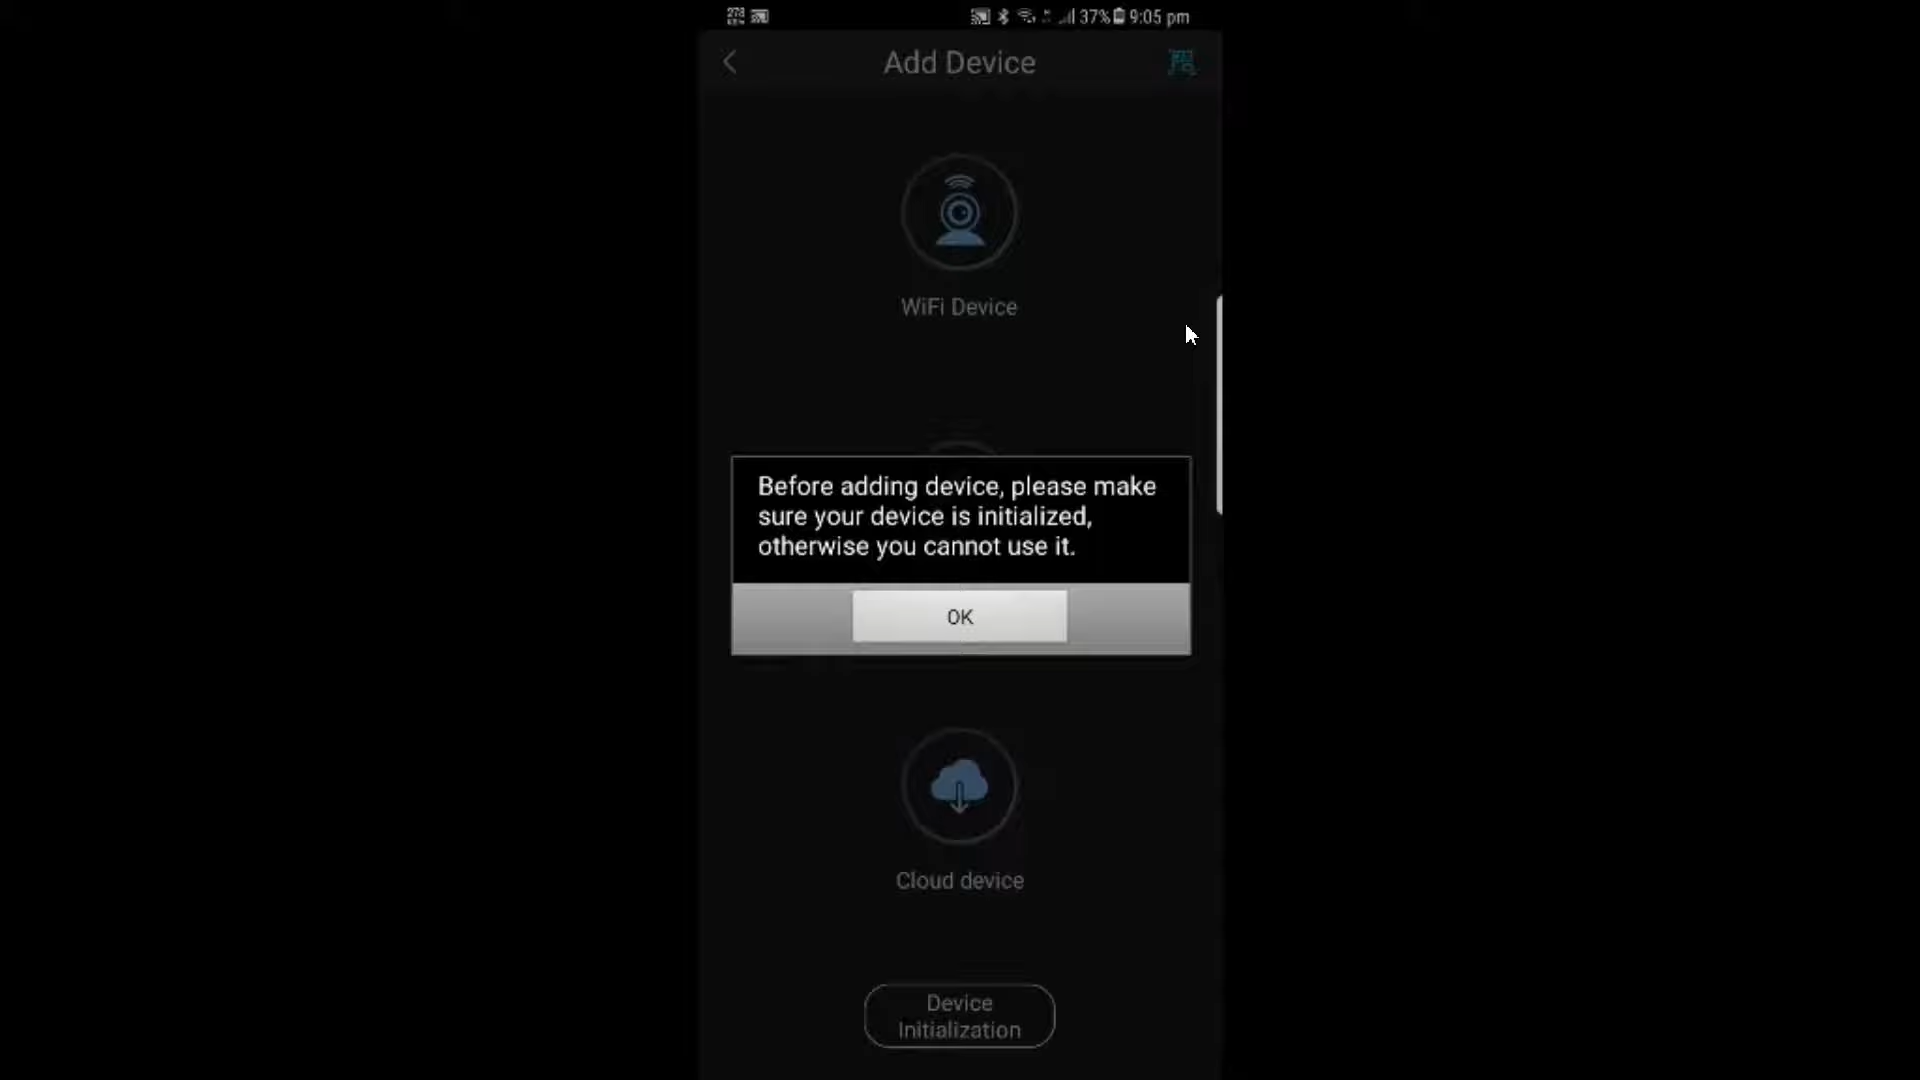 37% 9:05 pm
Add Device
WiFi Device
Before adding device, please make
sure your device is initialized,
otherwise you cannot use it.
OK
Cloud device
Device
Initialization